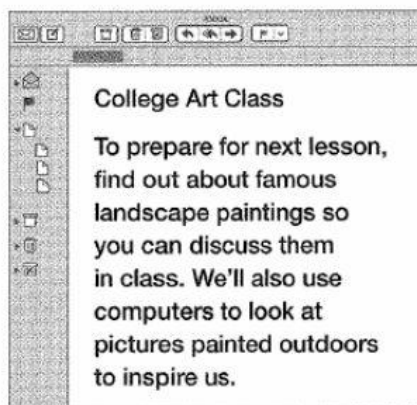 College Art Class
To prepare for next lesson,
find out about famous
landscape paintings so
you can discuss them
in class. We'll also use
computers to look at
pictures painted outdoors
to inspire us.